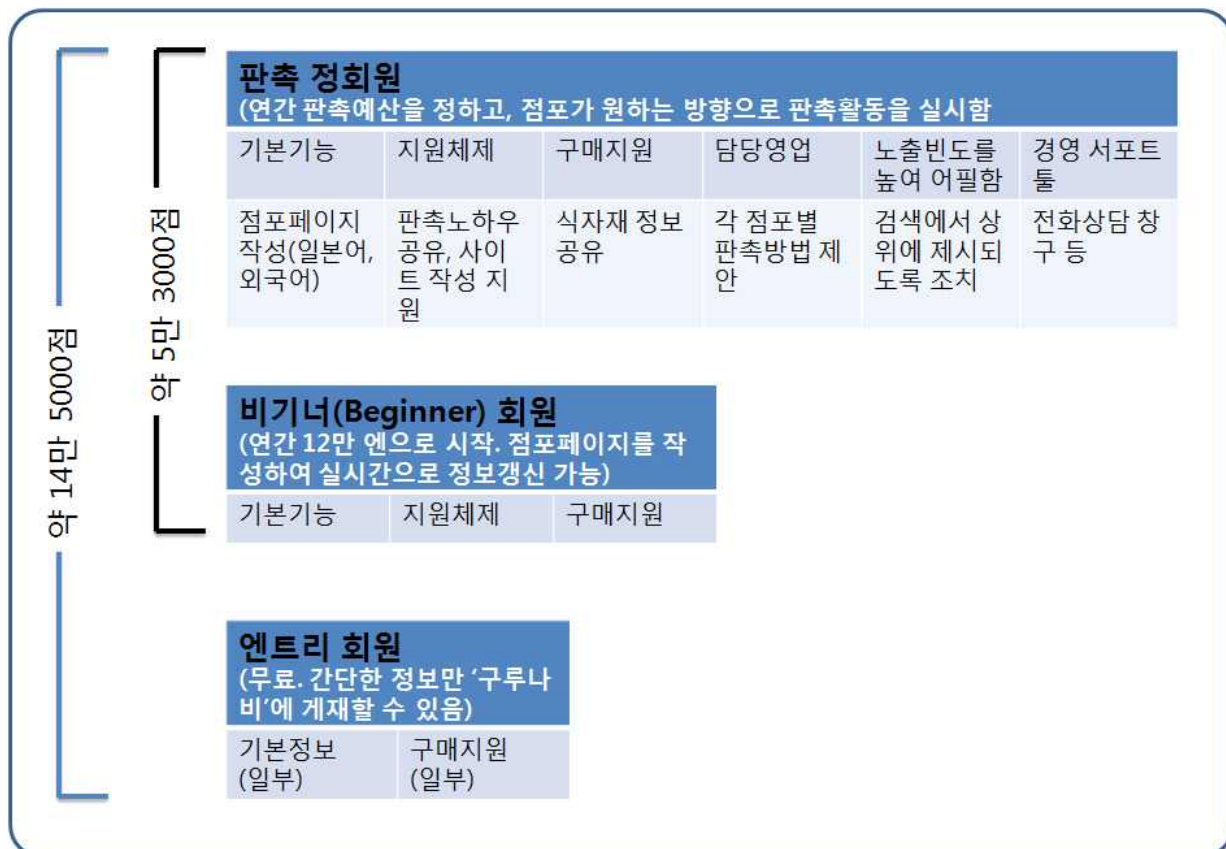 약 14만 5000점
약 5만 3000점
판촉 정회원
(연간 판촉예산을 정하고, 점포가 원하는 방향으로 판촉활동을 실시함
기본기능 지원체제 구매지원 담당영업 노출빈도를 경영 서포트
높여 어필함 툴
점포페이지 판촉노하우 식자재 정보 각 점포별 검색에서 상 전화상담 창
작성(일본어, 공유, 사이 공유 판촉방법 제 위에 제시되 구 등
외국어) 트 작성 지 안 도록 조치
원
비기너(Beginner) 회원
(연간 12만 엔으로 시작. 점포페이지를 작
성하여 실시간으로 정보갱신 가능)
기본기능 지원체제 구매지원
엔트리 회원
(무료. 간단한 정보만 ‘구루나
비’에 게재할 수 있음)
기본정보 구매지원
(일부) (일부)